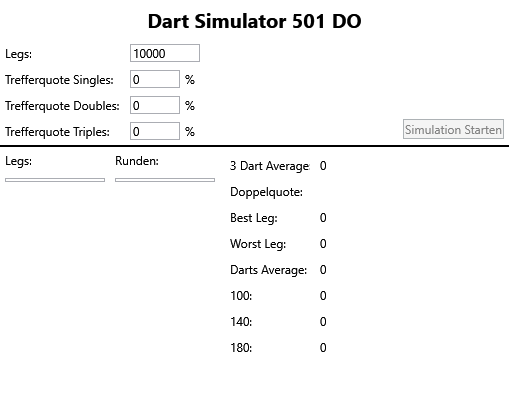 Dart Simulator 501 DO
Legs: 10000
Trefferquote Singles: 0 %
Trefferquote Doubles: 0 %
Trefferquote Triples: 0 %
Simulation Starten
Legs: Runden:
3 Dart Average: 0
Doppelquote:
Best Leg: 0
Worst Leg: 0
Darts Average: 0
100: 0
140: 0
180: 0